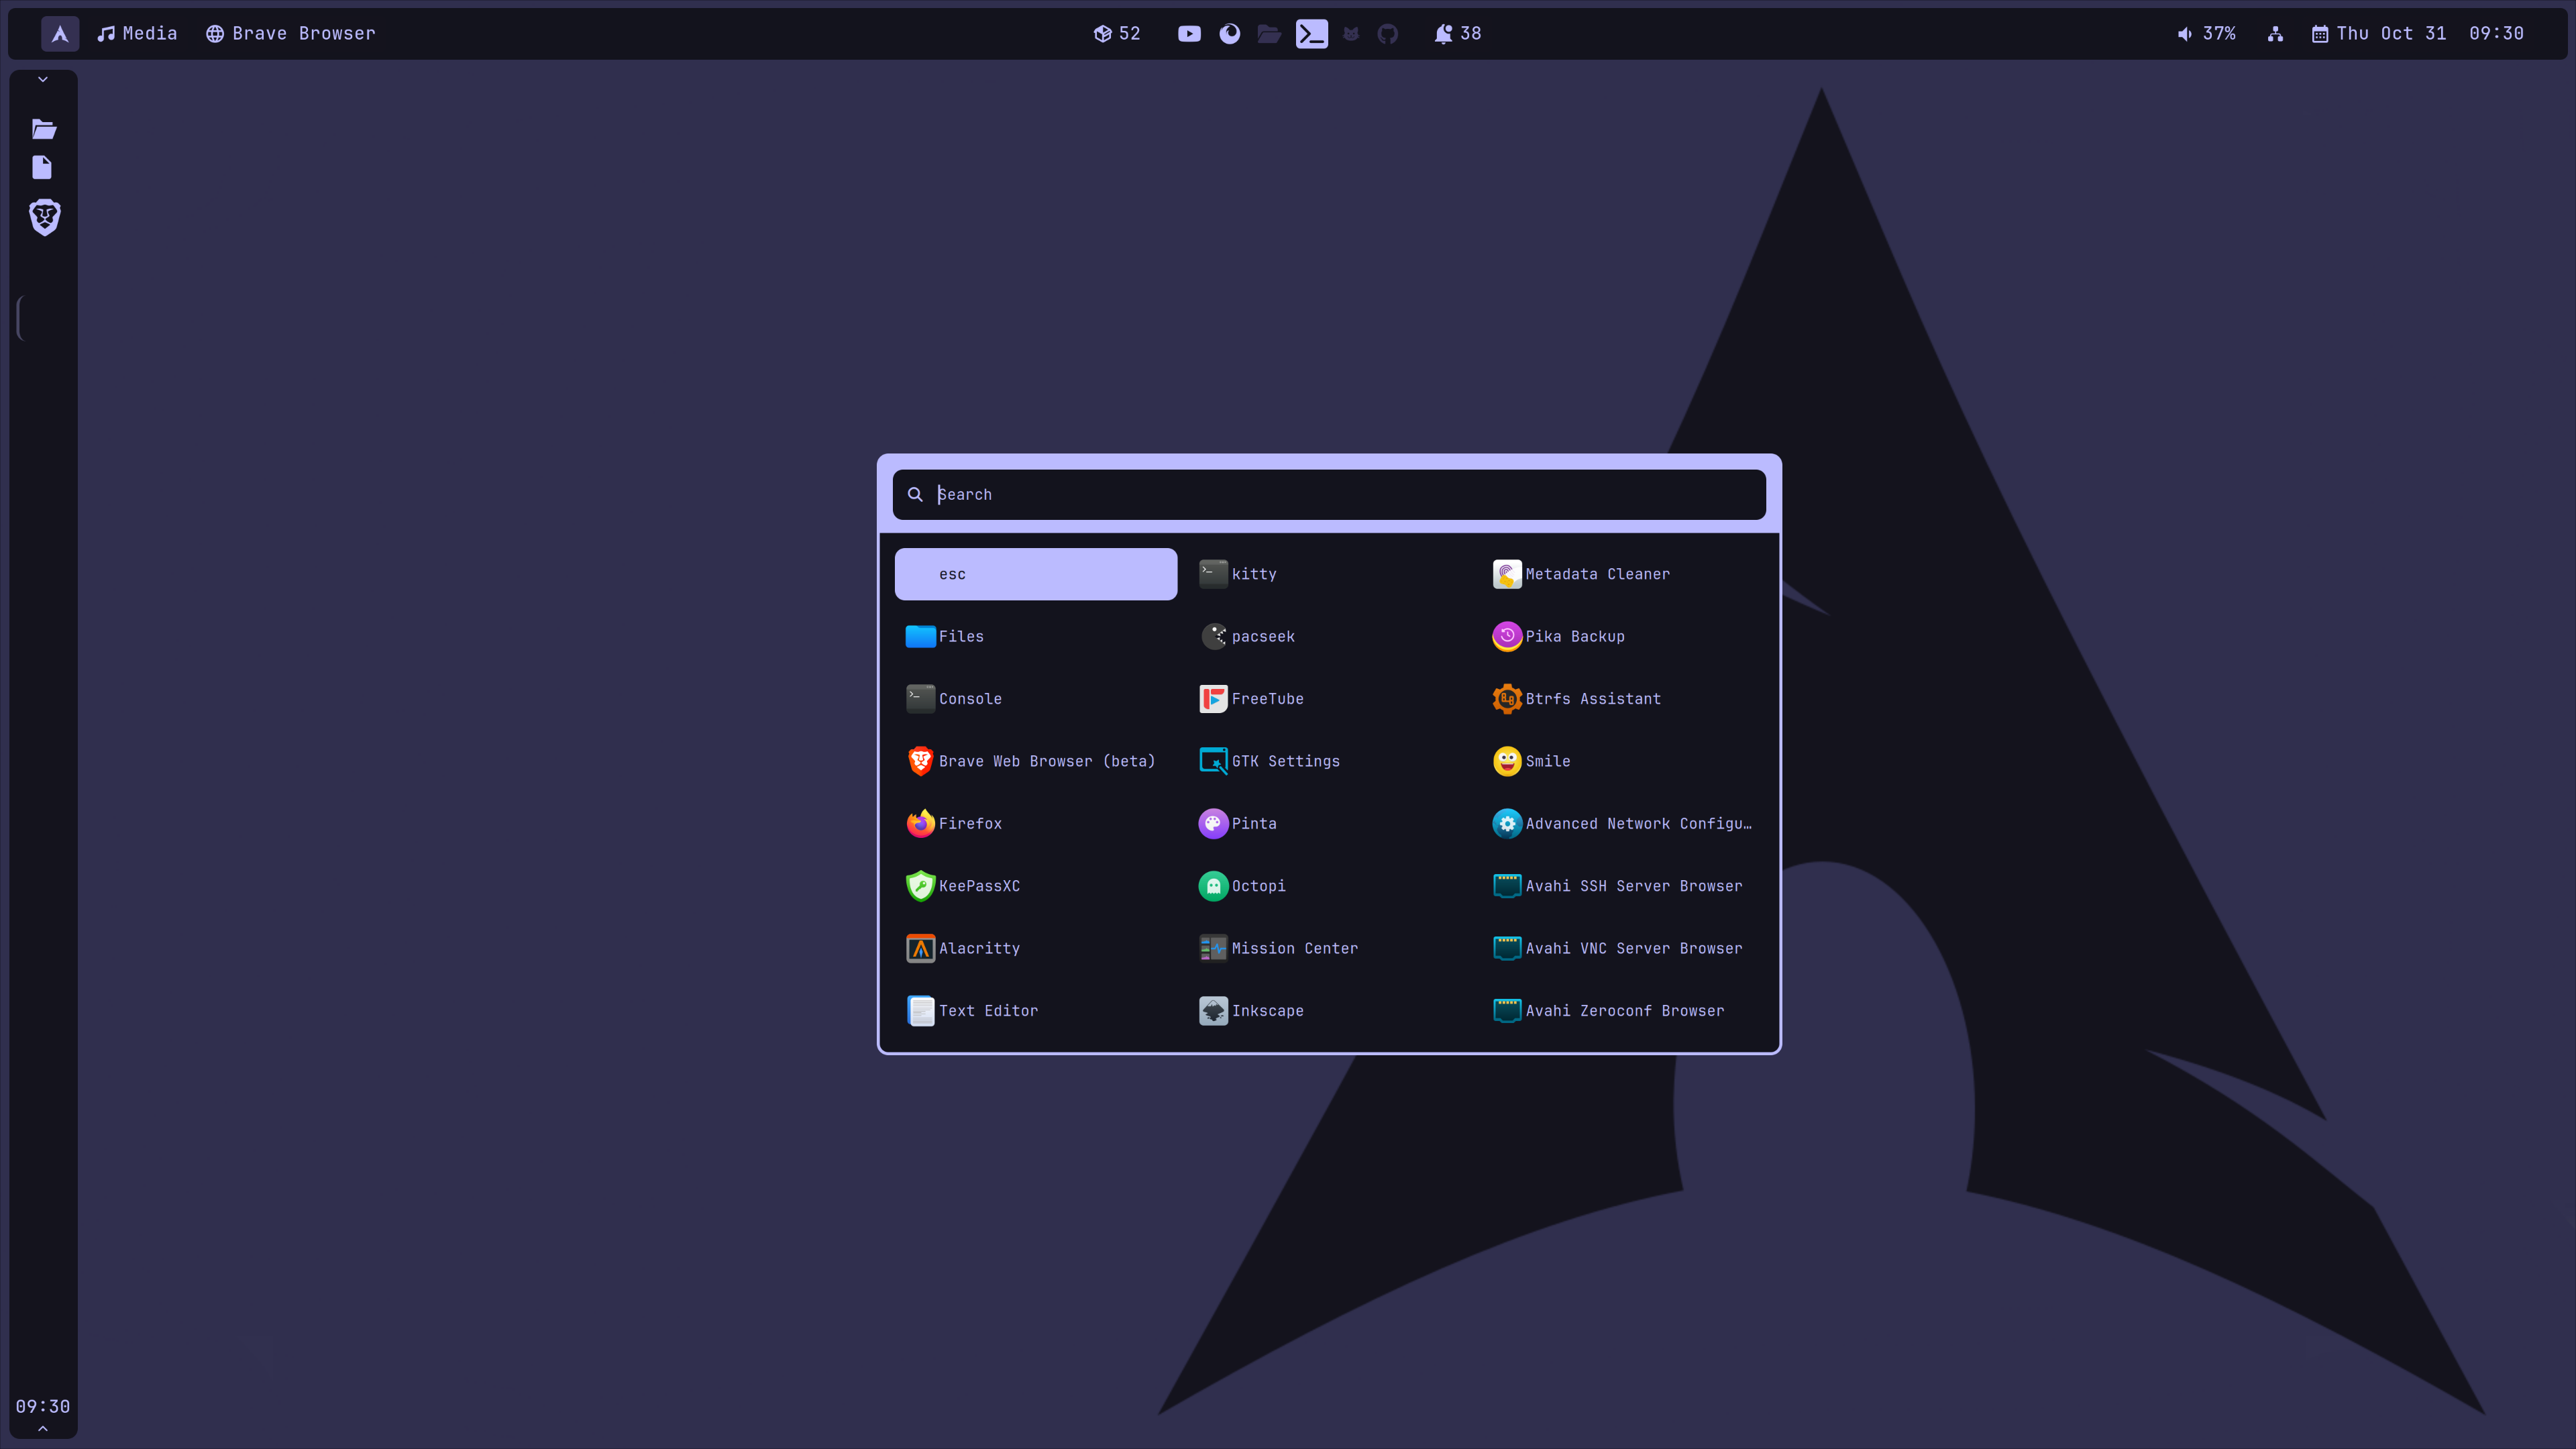 Media Brave Browser 52 38 37% Thu Oct 31 09:30
Search
esc kitty Metadata Cleaner
Files pacseek Pika Backup
Console FreeTube Btrfs Assistant
Brave Web Browser (beta) GTK Settings Smile
Firefox Pinta Advanced Network Configu…
KeePassXC Octopi Avahi SSH Server Browser
Alacritty Mission Center Avahi VNC Server Browser
Text Editor Inkscape Avahi Zeroconf Browser
09:30